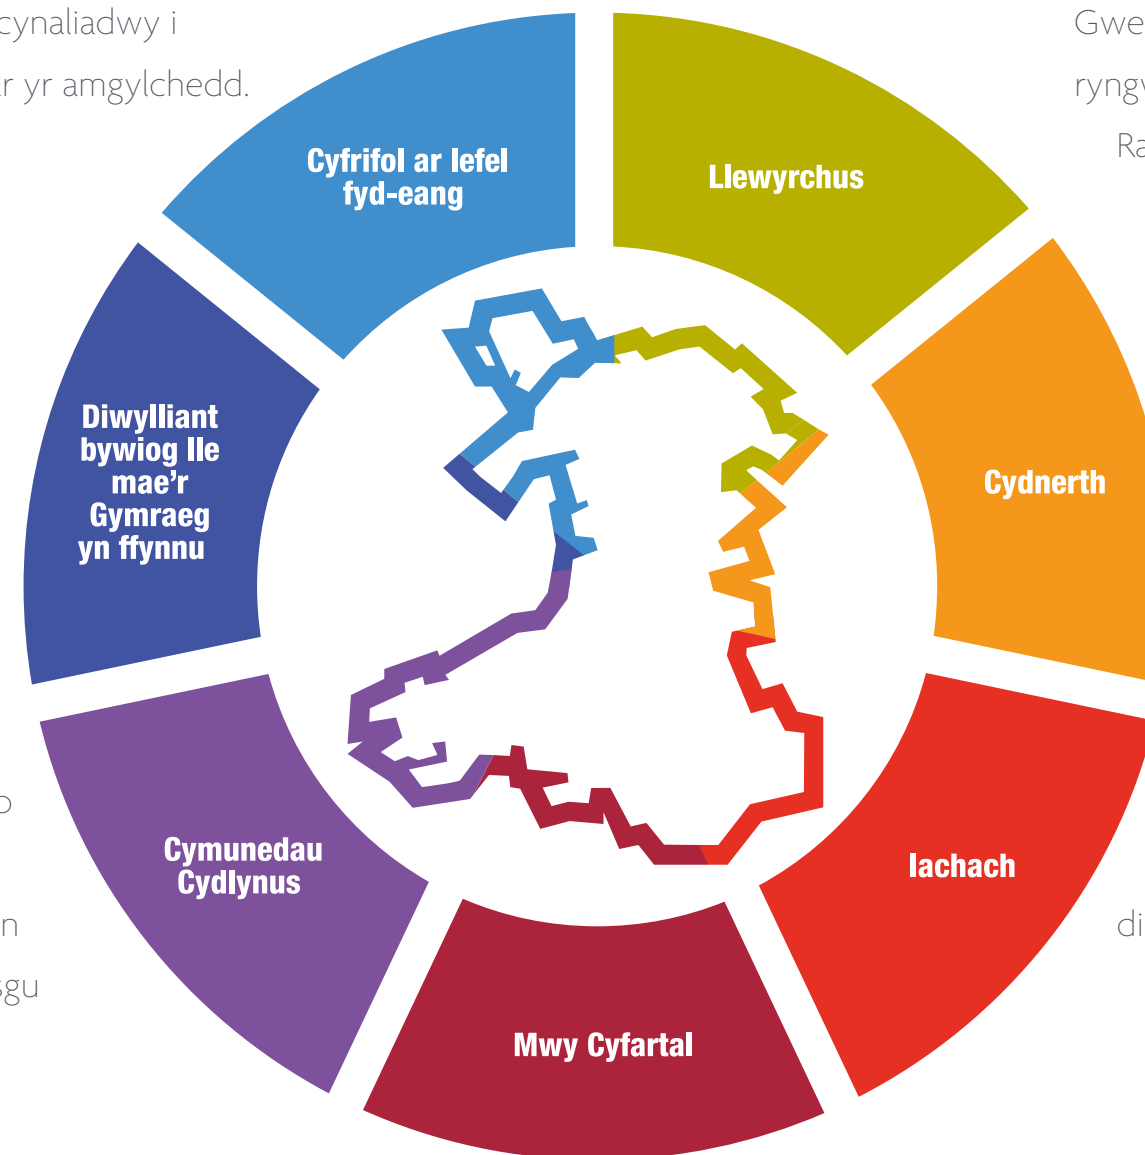 cynaliadwy i
yr amgylchedd.
Cyfrifol ar lefel
fyd-eang
Llewyrchus
Diwylliant
bywiog lle
mae'r
Gymraeg
yn ffynnu
Cydnerth
Cymunedau
Cydlynus
Iachach
Mwy Cyfartal